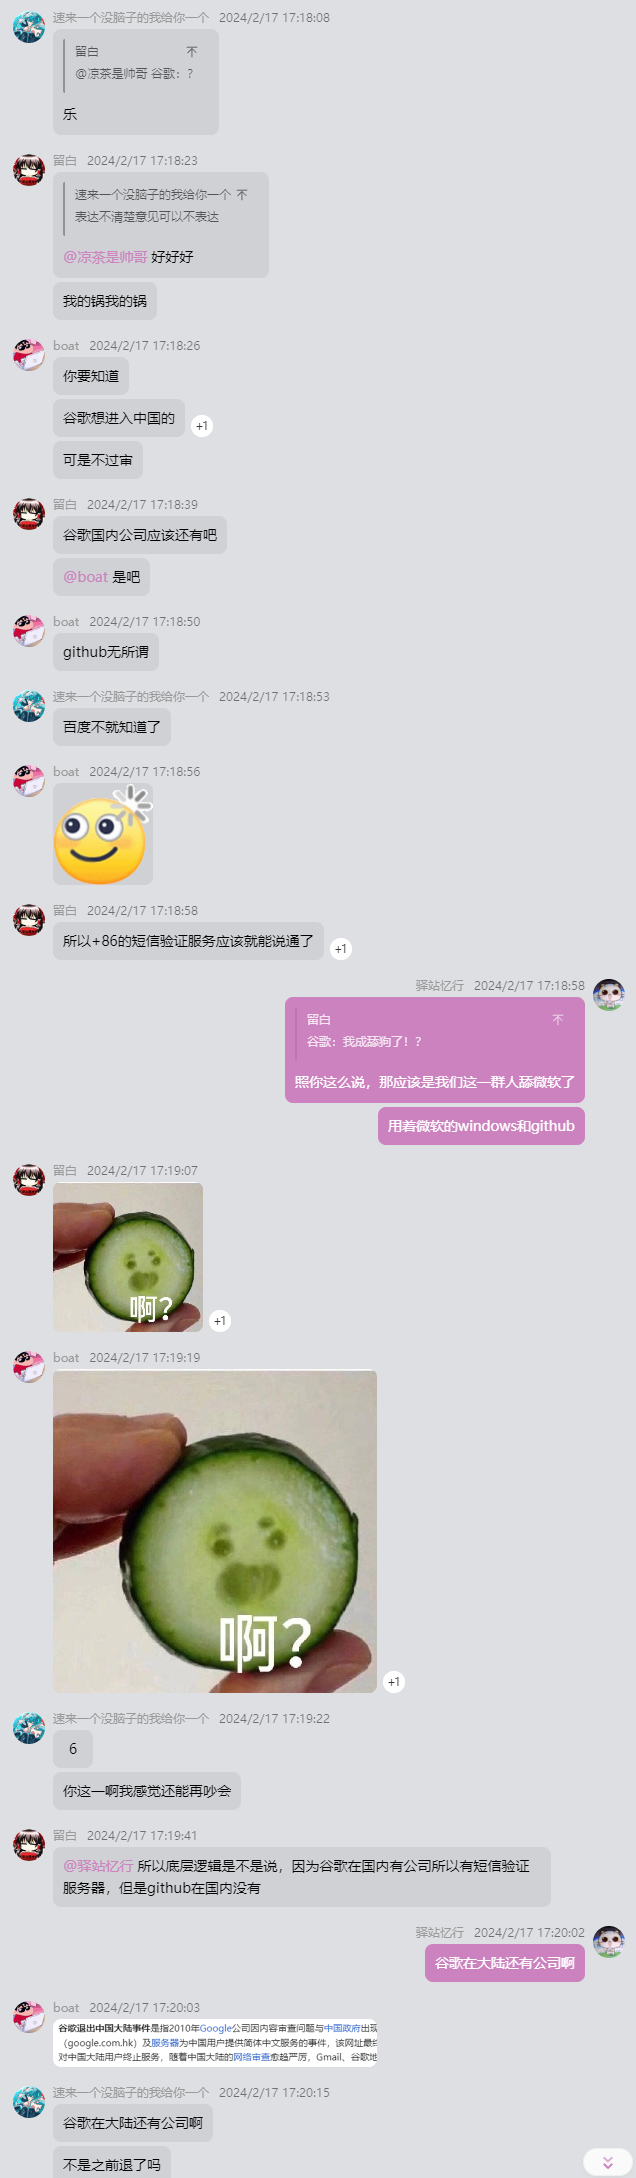 速来一个没脑子的我给你一个 2024/2/17 17:18:08
留白
@凉茶是帅哥 谷歌：？
乐
留白 2024/2/17 17:18:23
速来一个没脑子的我给你一个
表达不清楚意见可以不表达
@凉茶是帅哥 好好好
我的锅我的锅
boat 2024/2/17 17:18:26
你要知道
谷歌想进入中国的
+1
可是不过审
留白 2024/2/17 17:18:39
谷歌国内公司应该还有吧
@boat 是吧
boat 2024/2/17 17:18:50
github无所谓
速来一个没脑子的我给你一个 2024/2/17 17:18:53
百度不就知道了
boat 2024/2/17 17:18:56
留白 2024/2/17 17:18:58
所以+86的短信验证服务应该就能说通了
+1
驿站忆行 2024/2/17 17:18:58
留白
谷歌：我成舔狗了！？
照你这么说，那应该是我们这一群人舔微软了
用着微软的windows和github
留白 2024/2/17 17:19:07
啊?
+1
boat 2024/2/17 17:19:19
啊?
+1
速来一个没脑子的我给你一个 2024/2/17 17:19:22
6
你这一啊我感觉还能再吵会
留白 2024/2/17 17:19:41
@驿站忆行 所以底层逻辑是不是说，因为谷歌在国内有公司所以有短信验证
服务器，但是github在国内没有
驿站忆行 2024/2/17 17:20:02
谷歌在大陆还有公司啊
boat 2024/2/17 17:20:03
谷歌退出中国大陆事件是指2010年Google公司因内容审查问题与中国政府出现
（google.com.hk）及服务器为中国用户提供简体中文服务的事件，该网址最终
对中国大陆用户终止服务，随着中国大陆的网络审查愈趋严厉，Gmail、谷歌地
速来一个没脑子的我给你一个 2024/2/17 17:20:15
谷歌在大陆还有公司啊
不是之前退了吗